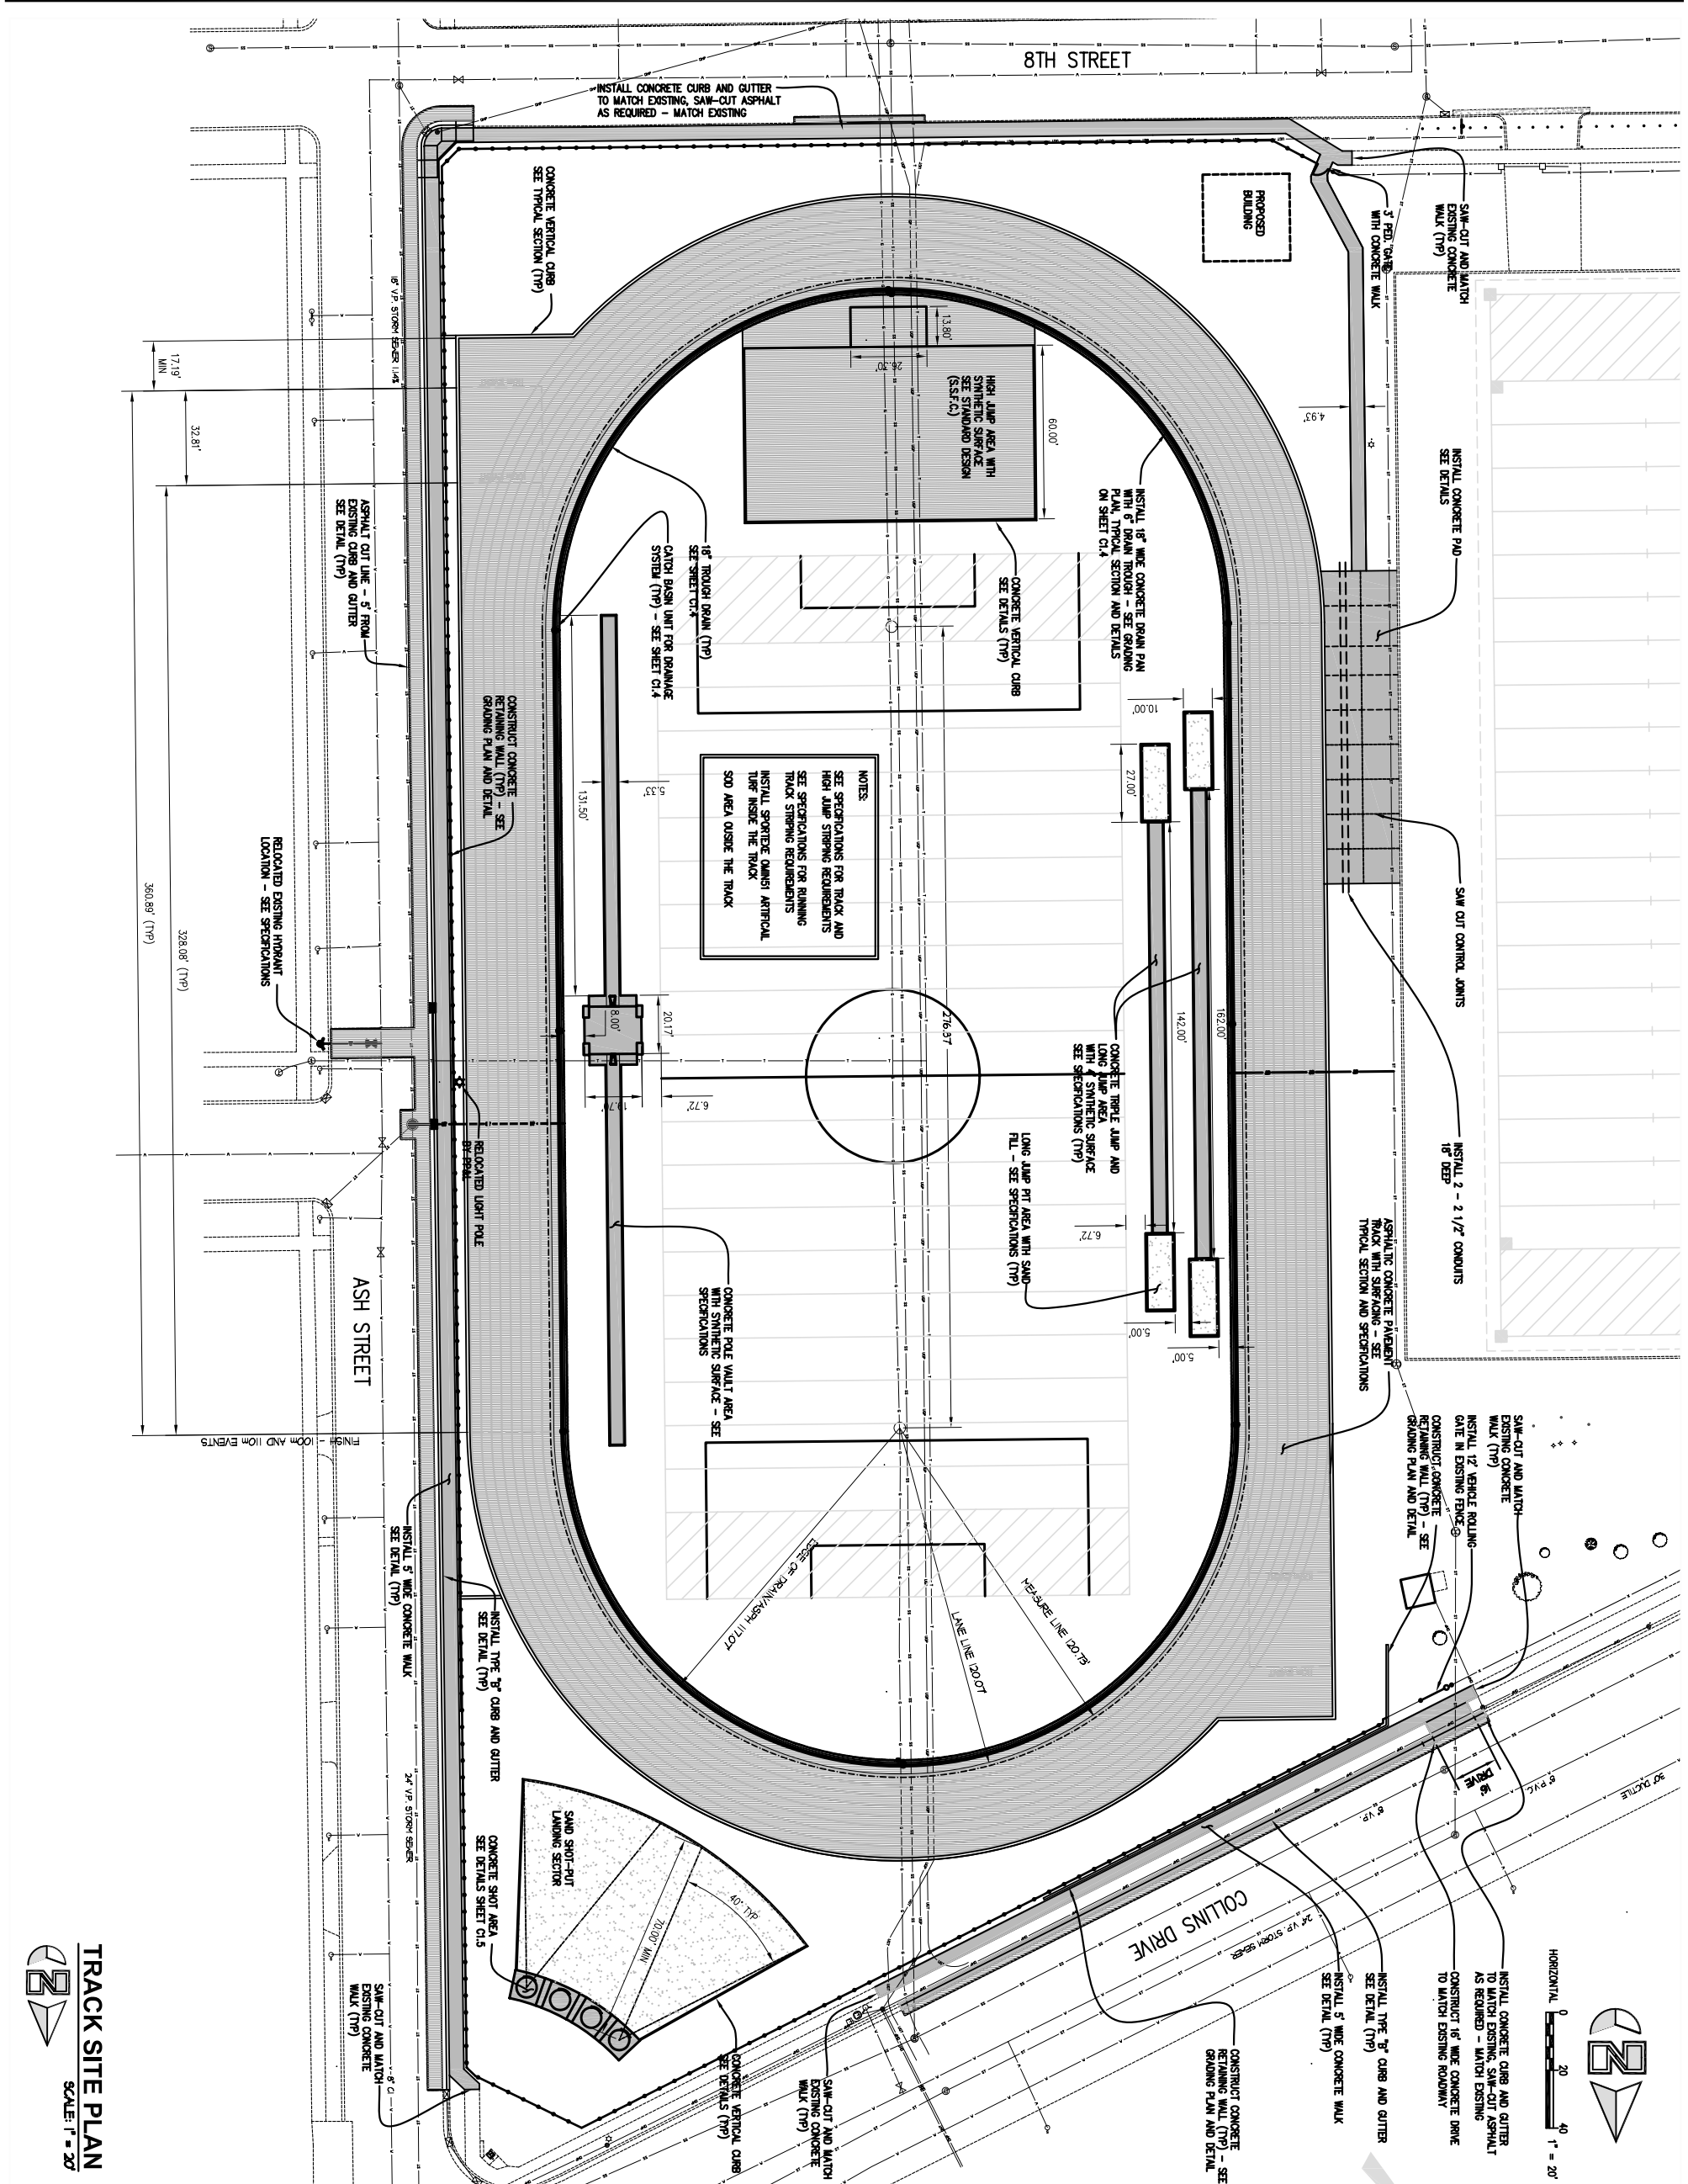 8TH STREET
INSTALL CONCRETE CURB AND GUTTER
TO MATCH EXISTING, SAW-CUT ASPHALT
AS REQUIRED - MATCH EXISTING
CONCRETE VERTICAL CURB
SEE TYPICAL SECTION (TYP)
PROPOSED
BUILDING
3' PED. GATE
WITH CONCRETE WALK
SAW-CUT AND MATCH
EXISTING CONCRETE
WALK (TYP)
18" V.P. STORM SEWER 1.14%
17.19'
MIN
32.81'
13.80'
26.70'
HIGH JUMP AREA WITH
SYNTHETIC SURFACE
SEE STANDARD DESIGN
(S.S.F.C.)
60.00'
4.93'
INSTALL CONCRETE PAD
SEE DETAILS
INSTALL 18" WIDE CONCRETE DRAIN PAN
WITH 6" DRAIN TROUGH - SEE GRADING
PLAN, TYPICAL SECTION AND DETAILS
ON SHEET C1.4
CONCRETE VERTICAL CURB
SEE DETAILS (TYP)
18" TROUGH DRAIN (TYP)
SEE SHEET C1.4
CATCH BASIN UNIT FOR DRAINAGE
SYSTEM (TYP) - SEE SHEET C1.4
ASPHALT CUT LINE - 5' FROM
EXISTING CURB AND GUTTER
SEE DETAIL (TYP)
CONSTRUCT CONCRETE
RETAINING WALL (TYP) - SEE
GRADING PLAN AND DETAIL
RELOCATED EXISTING HYDRANT
LOCATION - SEE SPECIFICATIONS
360.89' (TYP)
328.08' (TYP)
131.50'
5.33'
NOTES:
SEE SPECIFICATIONS FOR TRACK AND
HIGH JUMP STRIPING REQUIREMENTS
SEE SPECIFICATIONS FOR RUNNING
TRACK STRIPING REQUIREMENTS
INSTALL SPORTEXE OMNI51 ARTIFICAIL
TURF INSIDE THE TRACK
SOD AREA OUSIDE THE TRACK
10.00'
27.00'
162.00'
142.00'
276.37'
SAW CUT CONTROL JOINTS
INSTALL 2 - 2 1/2" CONDUITS
18" DEEP
8.00'
20.17'
19.70'
6.72'
CONCRETE TRIPLE JUMP AND
LONG JUMP AREA
WITH 4' SYNTHETIC SURFACE
SEE SPECIFICATIONS (TYP)
LONG JUMP PIT AREA WITH SAND
FILL - SEE SPECIFICATIONS (TYP)
6.72'
5.00'
5.00'
ASPHALTIC CONCRETE PAVEMENT
TRACK WITH SURFACING - SEE
TYPICAL SECTION AND SPECIFICATIONS
RELOCATED LIGHT POLE
BY PP&L
ASH STREET
CONCRETE POLE VAULT AREA
WITH SYNTHETIC SURFACE - SEE
SPECIFICATIONS
FINISH - 100m AND 110m EVENTS
EDGE OF DRAIN/ASPH 117.07'
LANE LINE 120.07'
MEASURE LINE 120.73'
SAW-CUT AND MATCH
EXISTING CONCRETE
WALK (TYP)
INSTALL 12' VEHICLE ROLLING
GATE IN EXISTING FENCE
CONSTRUCT CONCRETE
RETAINING WALL (TYP) - SEE
GRADING PLAN AND DETAIL
INSTALL 5' WIDE CONCRETE WALK
SEE DETAIL (TYP)
INSTALL TYPE "B" CURB AND GUTTER
SEE DETAIL (TYP)
24" V.P. STORM SEWER
16'
DRIVE
6" P.V.C.
8" V.P.
30" DUCTILE
SAND SHOT-PUT
LANDING SECTOR
40° TYP
70.00' MIN
CONCRETE SHOT AREA
SEE DETAILS SHEET C1.5
CONCRETE VERTICAL CURB
SEE DETAILS (TYP)
COLLINS DRIVE
24" V.P. STORM SEWER
SAW-CUT AND MATCH
EXISTING CONCRETE
WALK (TYP)
SAW-CUT AND MATCH
EXISTING CONCRETE
WALK (TYP)
CONSTRUCT CONCRETE
RETAINING WALL (TYP) - SEE
GRADING PLAN AND DETAIL
INSTALL 5' WIDE CONCRETE WALK
SEE DETAIL (TYP)
INSTALL TYPE "B" CURB AND GUTTER
SEE DETAIL (TYP)
CONSTRUCT 16' WIDE CONCRETE DRIVE
TO MATCH EXISTING ROADWAY
INSTALL CONCRETE CURB AND GUTTER
TO MATCH EXISTING, SAW-CUT ASPHALT
AS REQUIRED - MATCH EXISTING
HORIZONTAL
0 20 40
1" = 20'
N
TRACK SITE PLAN
SCALE: 1" = 20'
N